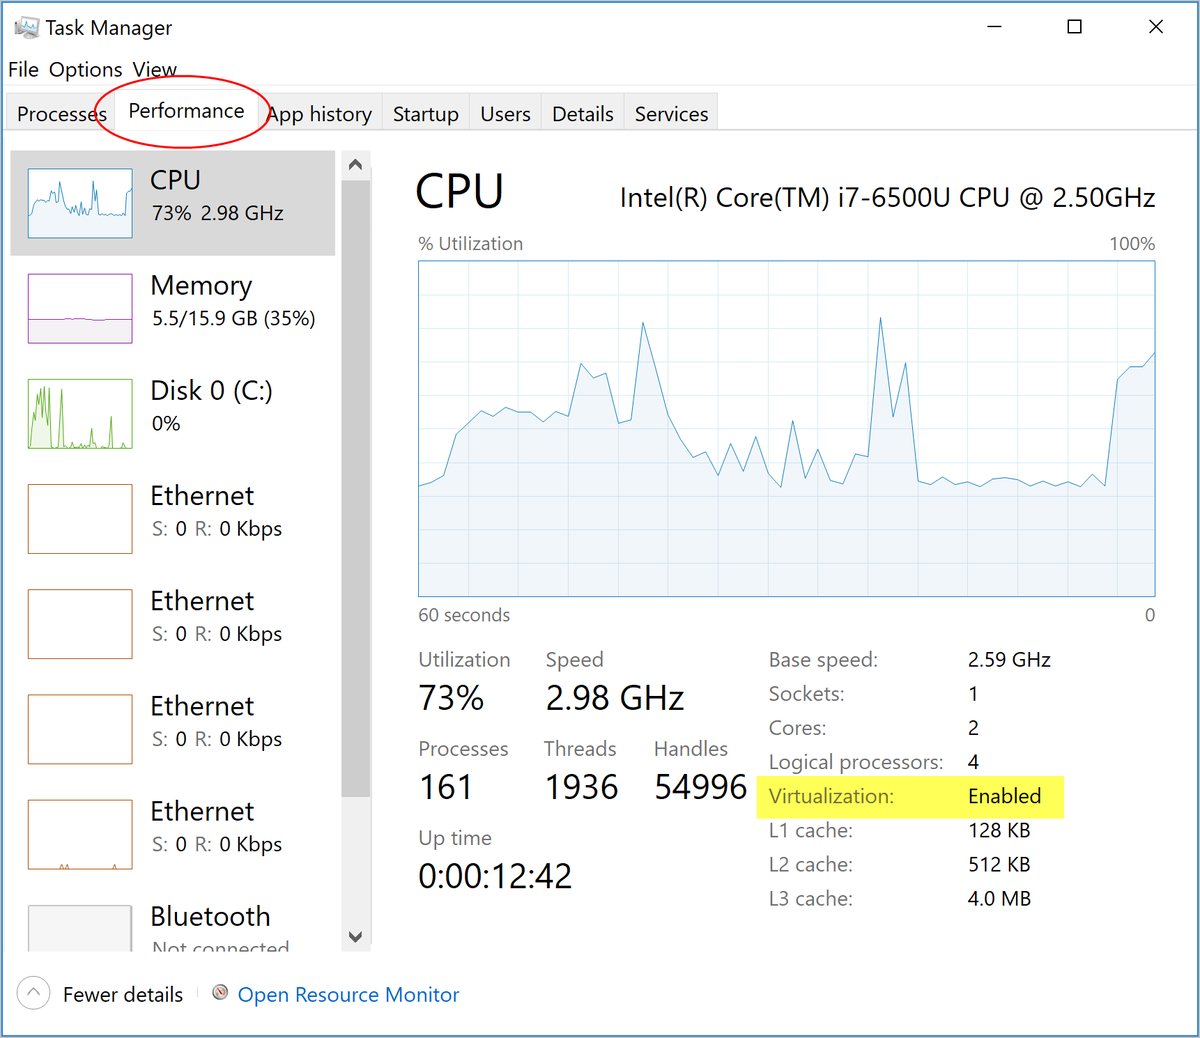 Task Manager
File Options View
Processes Performance App history Startup Users Details Services
CPU
73% 2.98 GHz
Memory
5.5/15.9 GB (35%)
Disk 0 (C:)
0%
Ethernet
S: 0 R: 0 Kbps
Ethernet
S: 0 R: 0 Kbps
Ethernet
S: 0 R: 0 Kbps
Ethernet
S: 0 R: 0 Kbps
Bluetooth
Not connected
CPU Intel(R) Core(TM) i7-6500U CPU @ 2.50GHz
% Utilization 100%
60 seconds 0
Utilization Speed
73% 2.98 GHz
Processes Threads Handles
161 1936 54996
Up time
0:00:12:42
Base speed: 2.59 GHz
Sockets: 1
Cores: 2
Logical processors: 4
Virtualization: Enabled
L1 cache: 128 KB
L2 cache: 512 KB
L3 cache: 4.0 MB
Fewer details Open Resource Monitor